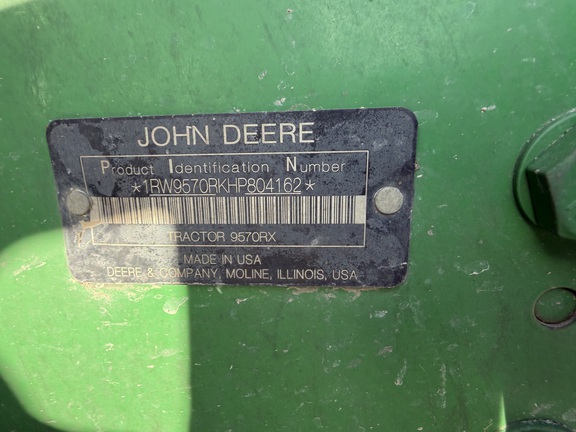 JOHN DEERE
Product Identification Number
*1RW9570RKHP804162*
TRACTOR 9570RX
MADE IN USA
DEERE & COMPANY, MOLINE, ILLINOIS, USA